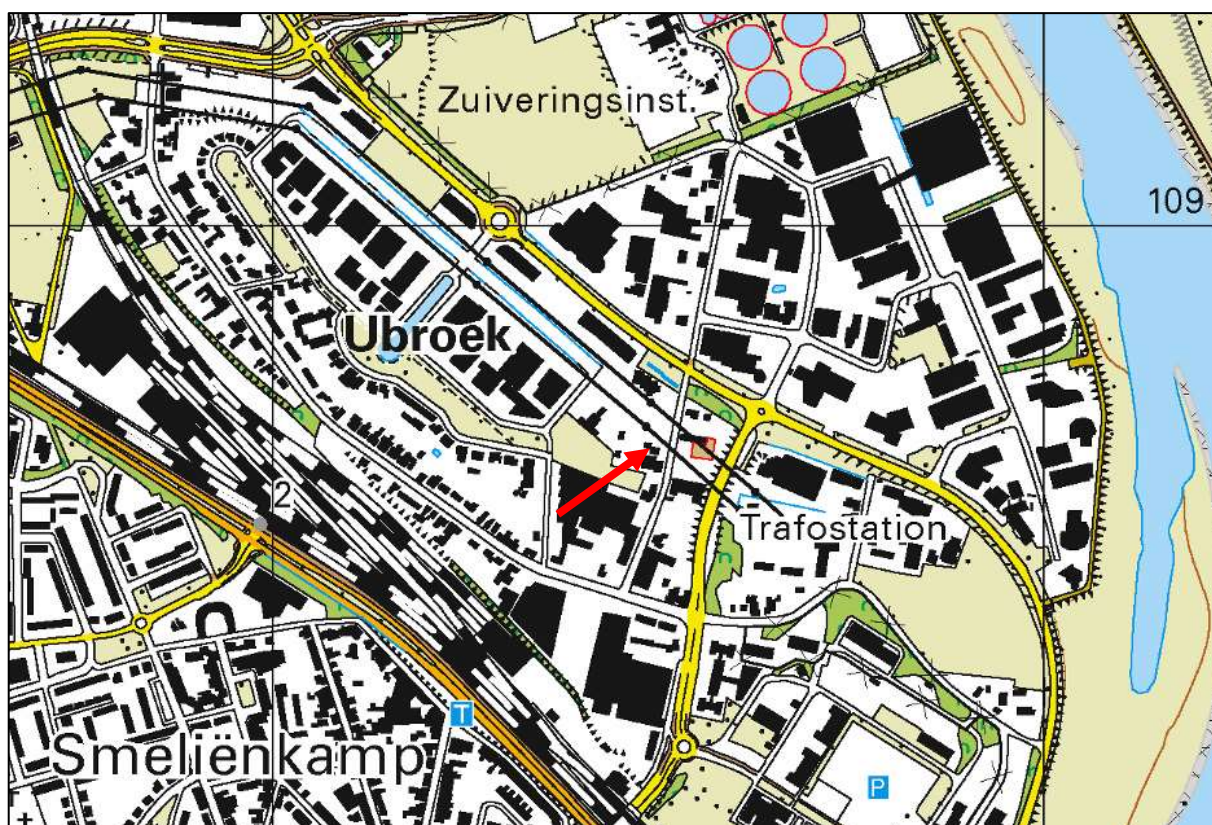 Zuiveringsinst.
109
Ubroek
2
Trafostation
Smeliënkamp
T
P